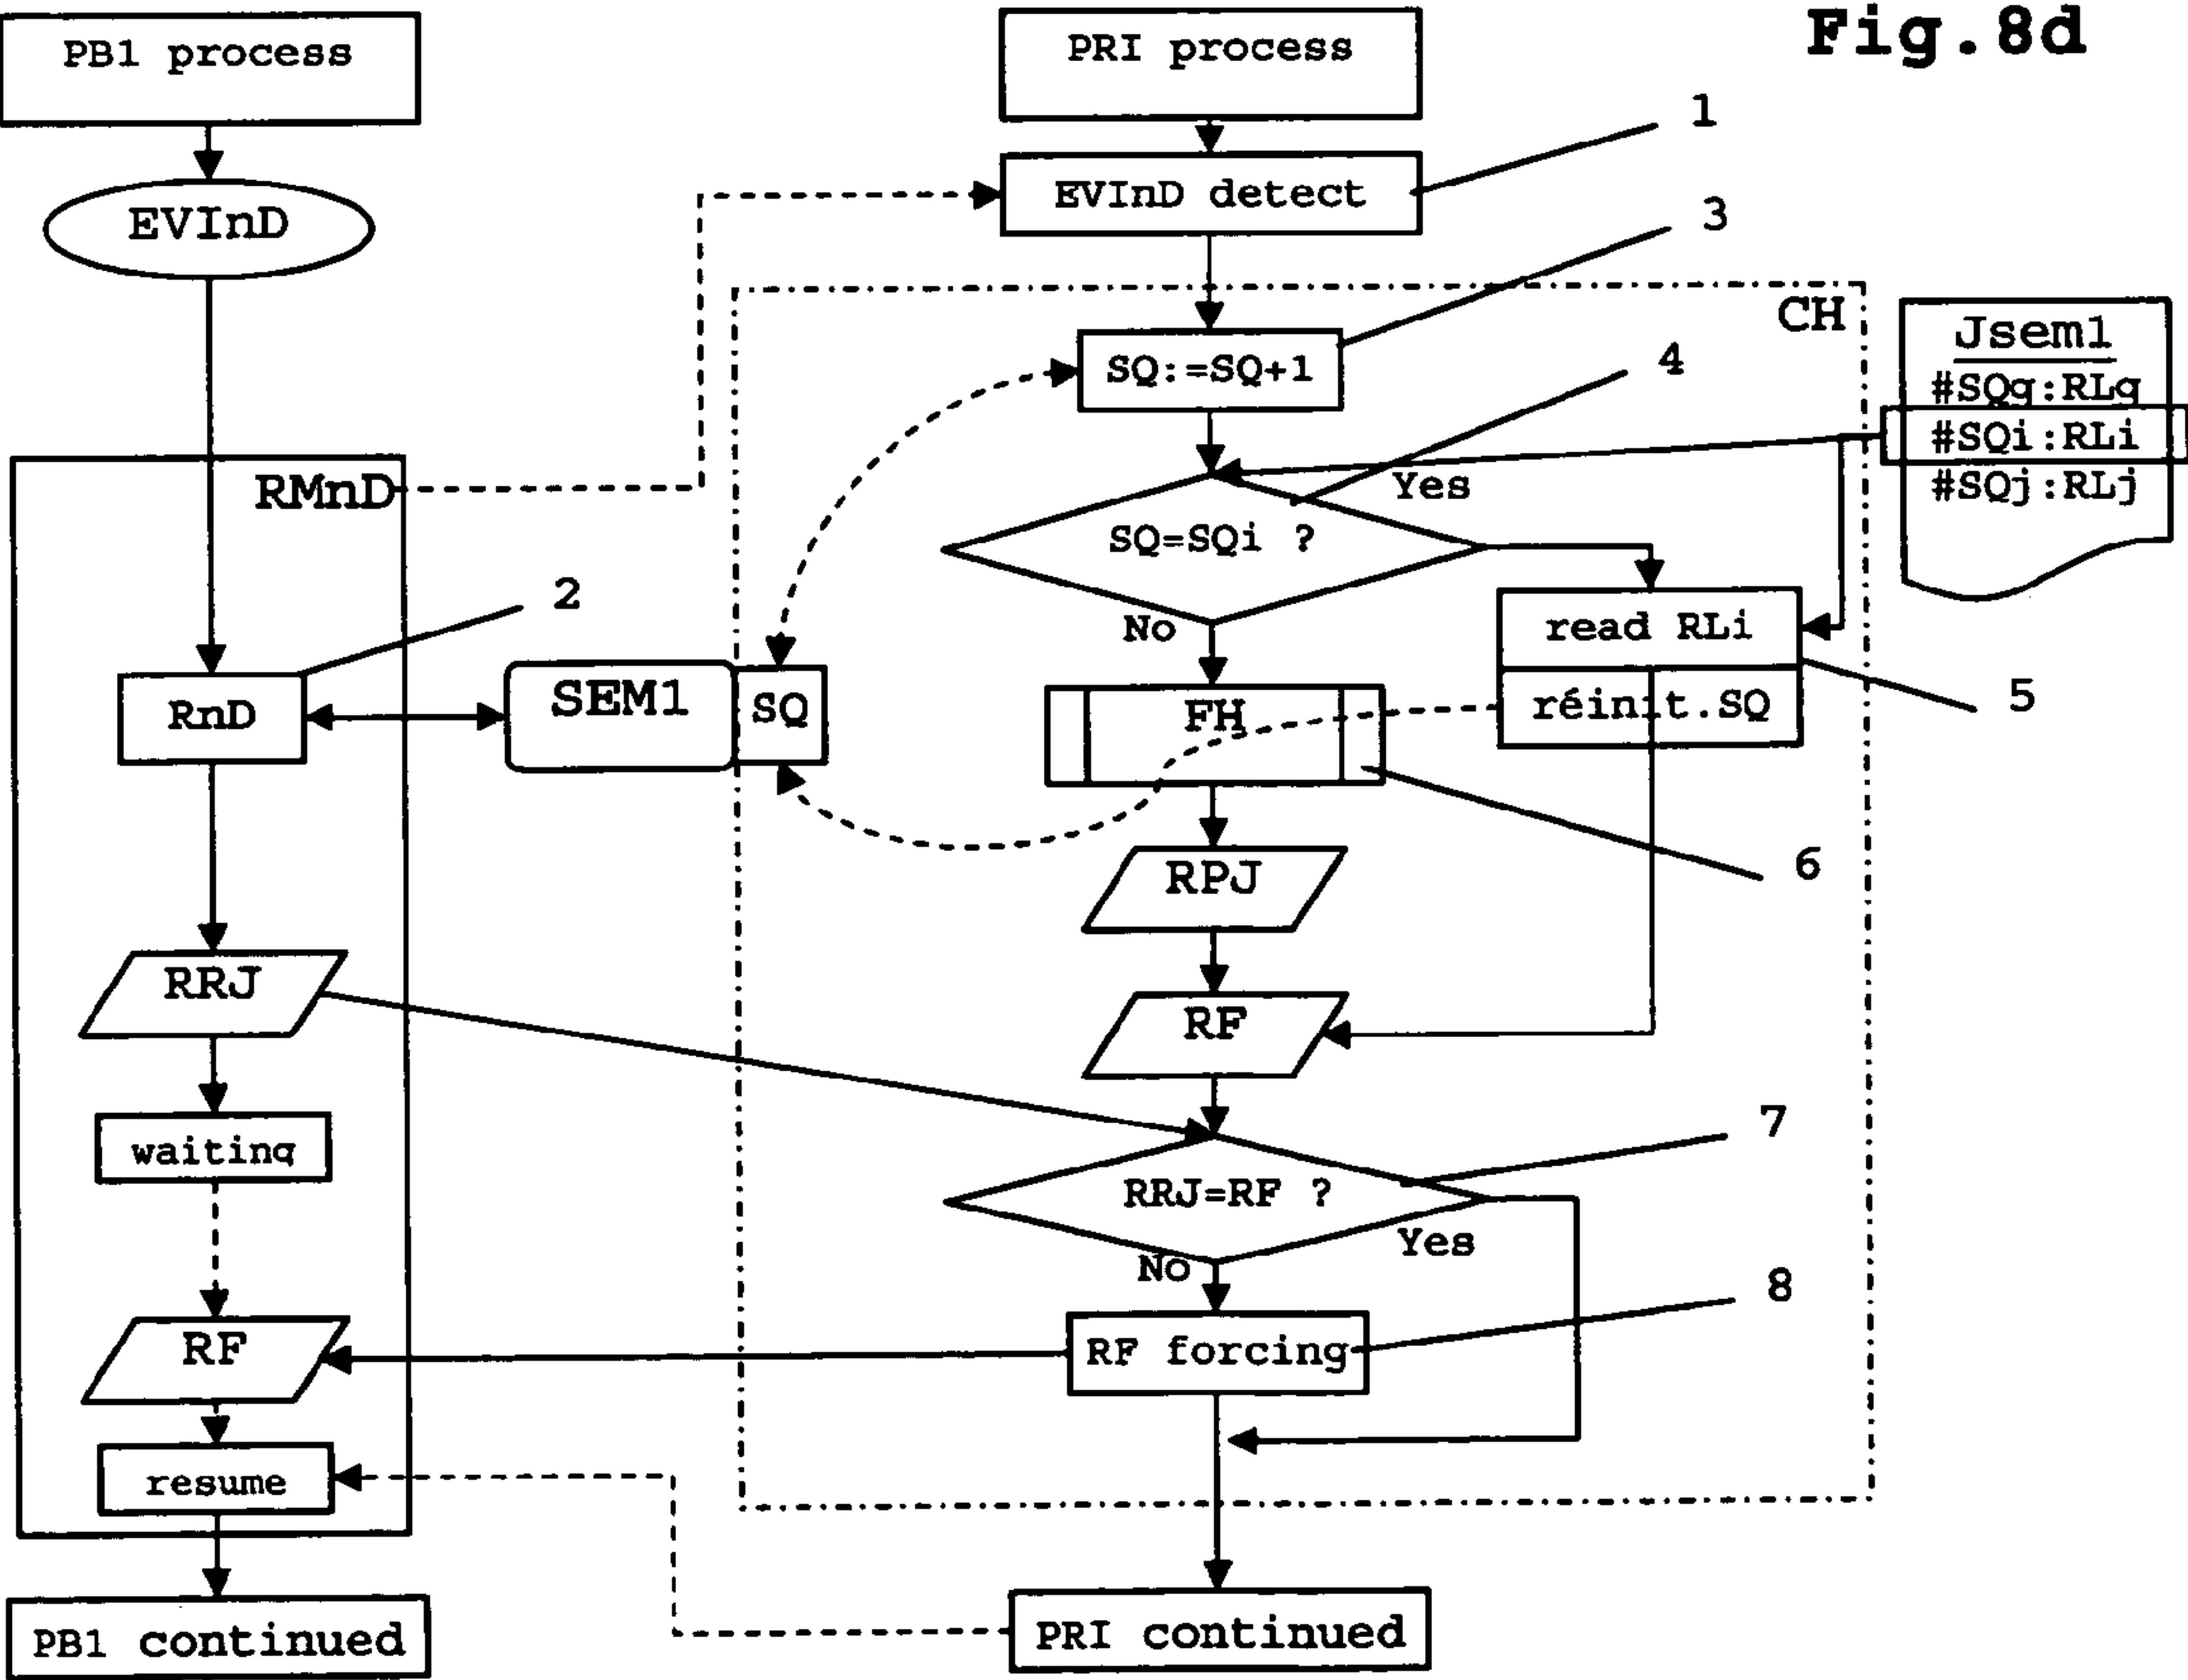 Fig.8d
PB1 process
PRI process
1
EVInD detect
EVInD
3
CH
Jsem1
#SQq:RLq
#SQi:RLi
#SQj:RLj
SQ:=SQ+1
4
RMnD
Yes
SQ=SQi ?
No
2
read RLi
réinit.SQ
5
RnD
SEM1
SQ
FH
6
RPJ
RRJ
RF
waiting
7
RRJ=RF ?
Yes
No
8
RF
RF forcing
resume
PB1 continued
PRI continued